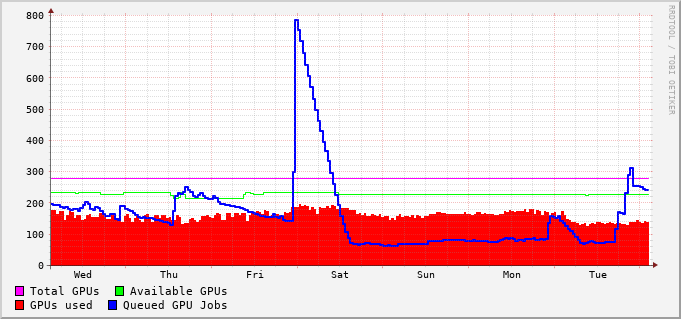 800
700
600
500
400
300
200
100
0
Wed Thu Fri Sat Sun Mon Tue
Total GPUs Available GPUs
GPUs used Queued GPU Jobs
RRDTOOL / TOBI OETIKER